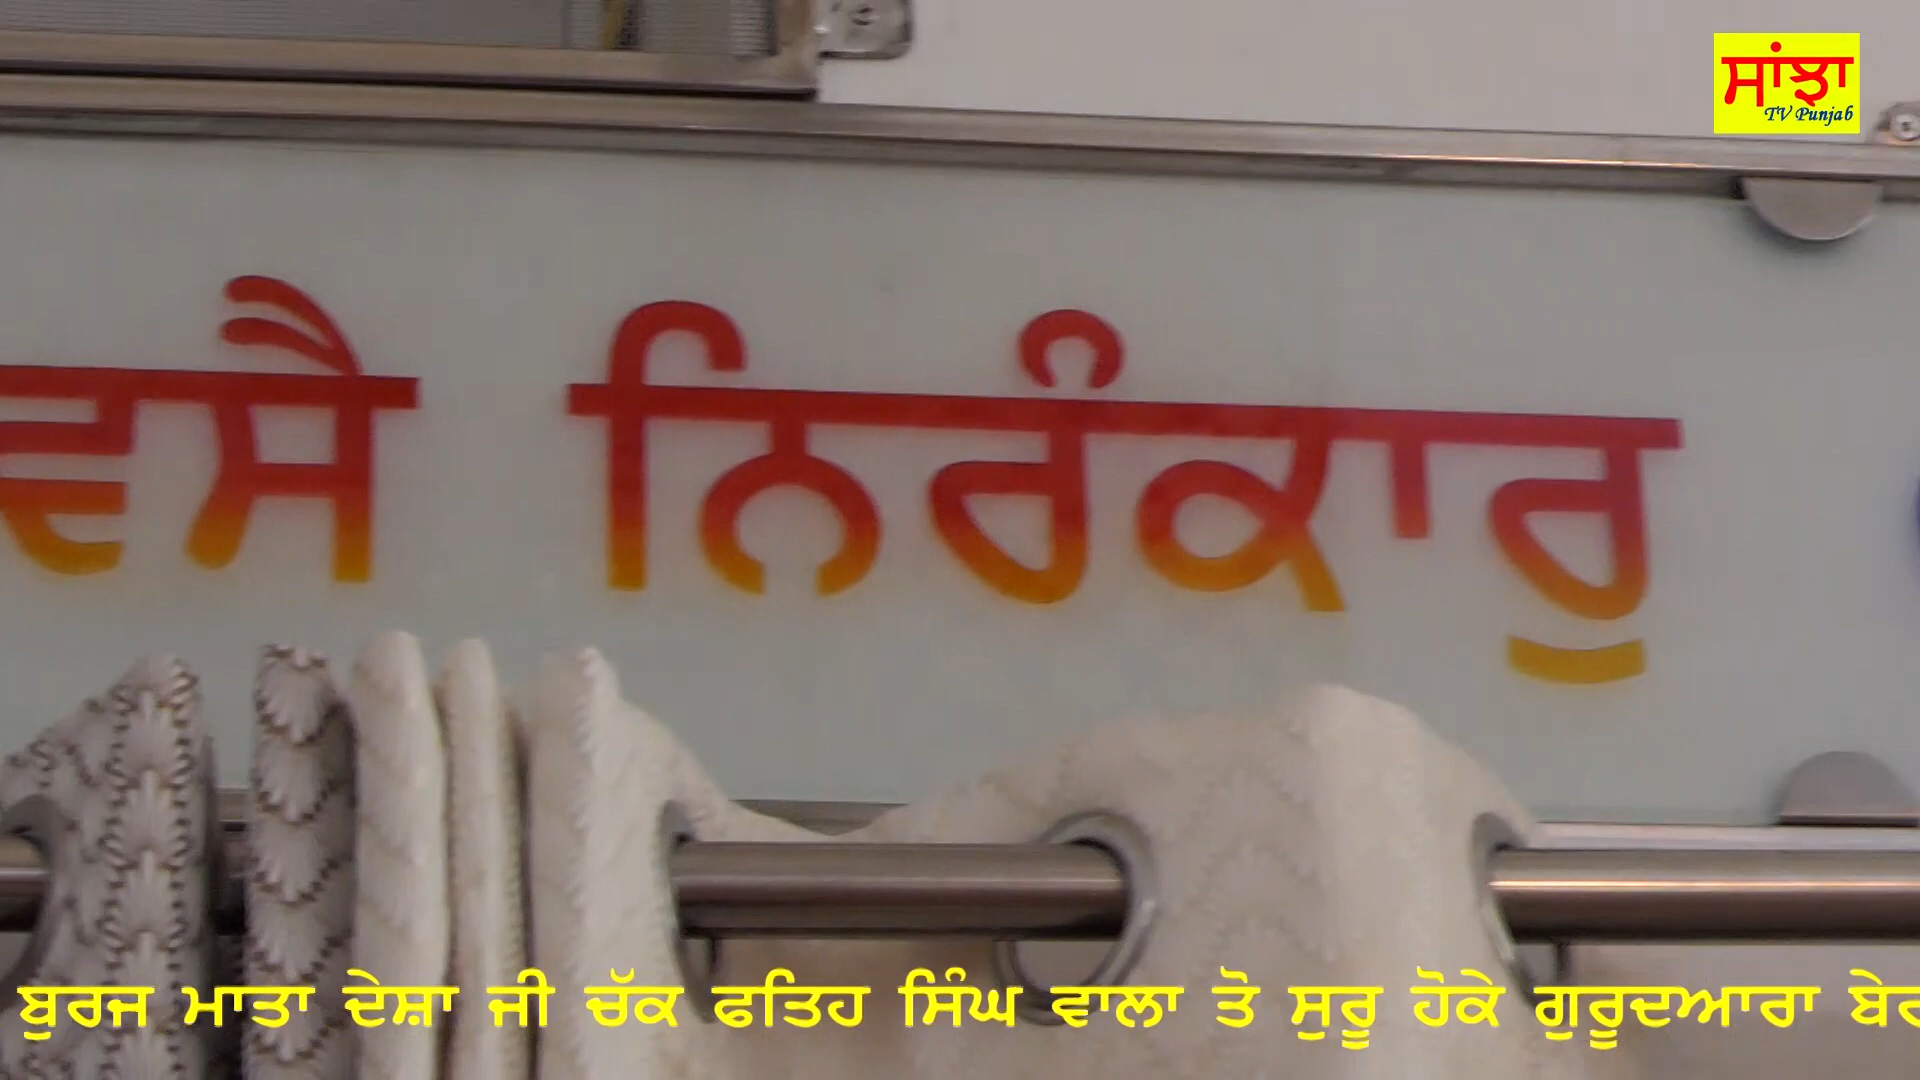 ਸਾਂਝਾ
TV Punjab
ਵਸੈ ਨਿਰੰਕਾਰੁ
ਬੁਰਜ ਮਾਤਾ ਦੇਸ਼ਾ ਜੀ ਚੱਕ ਫਤਿਹ ਸਿੰਘ ਵਾਲਾ ਤੋ ਸੁਰੂ ਹੋਕੇ ਗੁਰੂਦਆਰਾ